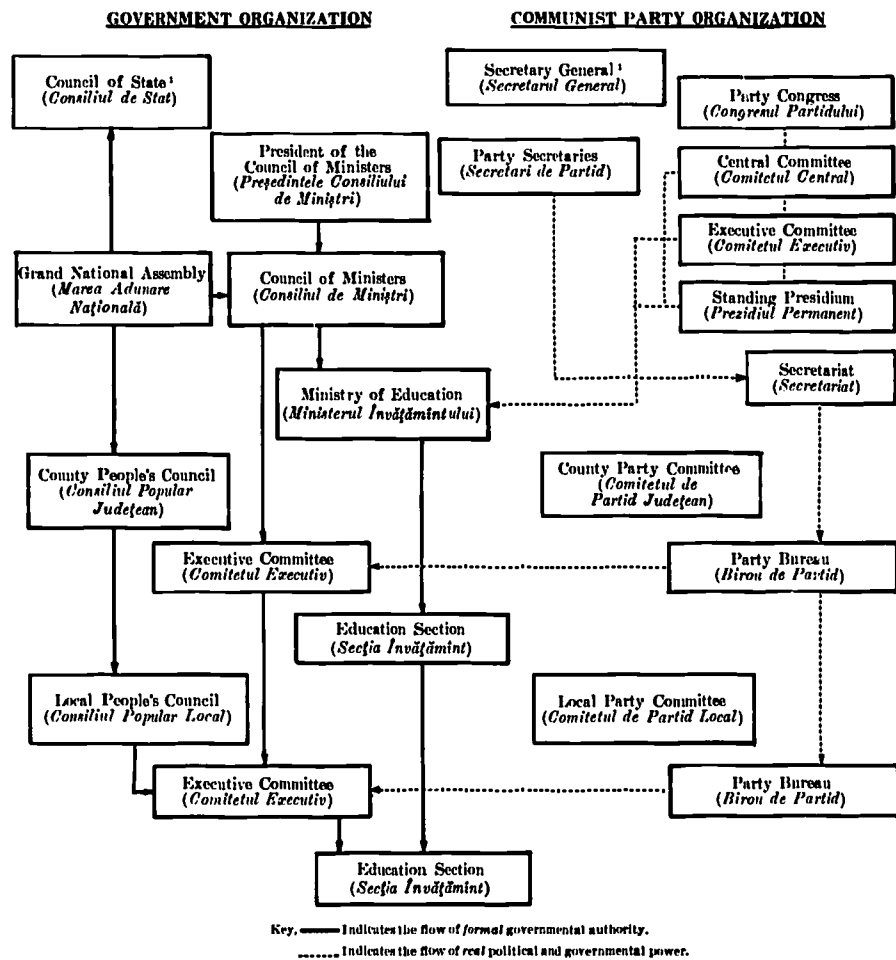 GOVERNMENT ORGANIZATION
COMMUNIST PARTY ORGANIZATION
Council of State¹
(Consiliul de Stat)
Secretary General¹
(Secretarul General)
Party Congress
(Congresul Partidului)
President of the
Council of Ministers
(Președintele Consiliului
de Miniștri)
Party Secretaries
(Secretari de Partid)
Central Committee
(Comitetul Central)
Executive Committee
(Comitetul Executiv)
Grand National Assembly
(Marea Adunare
Națională)
Council of Ministers
(Consiliul de Miniștri)
Standing Presidium
(Prezidiul Permanent)
Secretariat
(Secretariat)
Ministry of Education
(Ministerul Învățămîntului)
County People's Council
(Consiliul Popular
Județean)
County Party Committee
(Comitetul de
Partid Județean)
Executive Committee
(Comitetul Executiv)
Party Bureau
(Birou de Partid)
Education Section
(Secția Învățămînt)
Local People's Council
(Consiliul Popular Local)
Local Party Committee
(Comitetul de Partid Local)
Executive Committee
(Comitetul Executiv)
Party Bureau
(Birou de Partid)
Education Section
(Secția Învățămînt)
Key, Indicates the flow of formal governmental authority.
Indicates the flow of real political and governmental power.